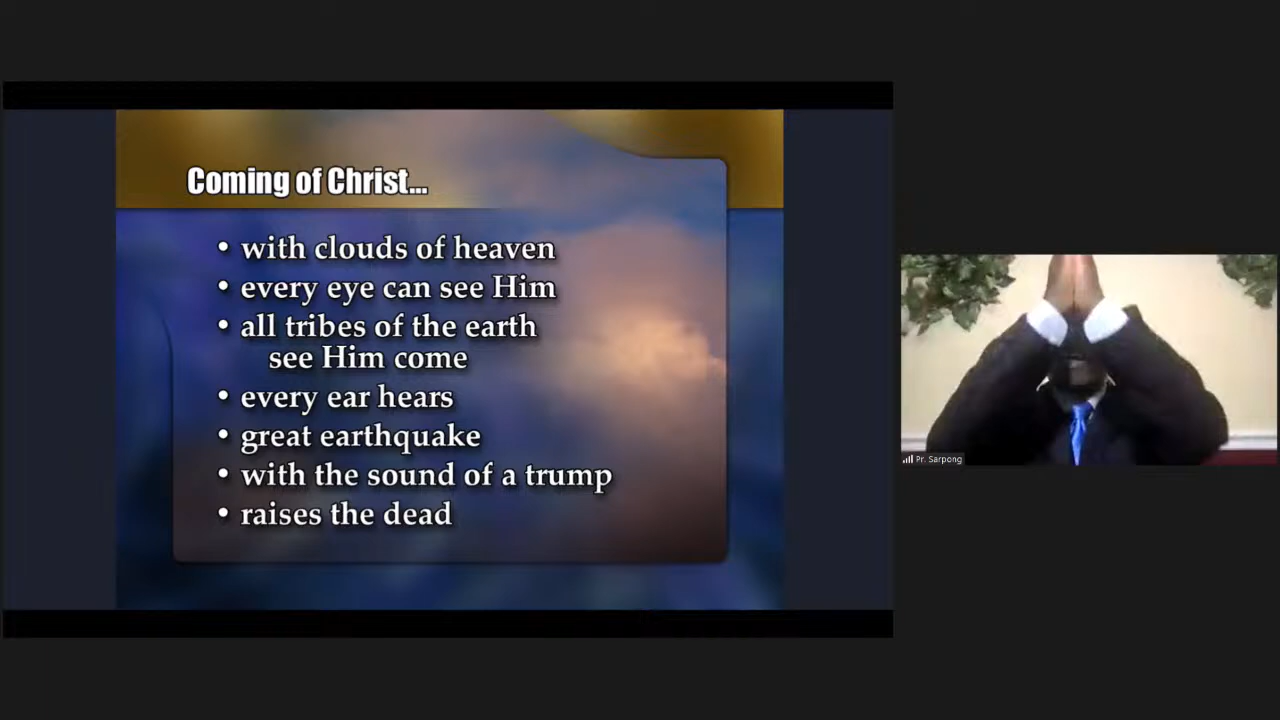 Coming of Christ...
• with clouds of heaven
• every eye can see Him
• all tribes of the earth
see Him come
• every ear hears
• great earthquake
• with the sound of a trump
• raises the dead
Pr. Sarpong